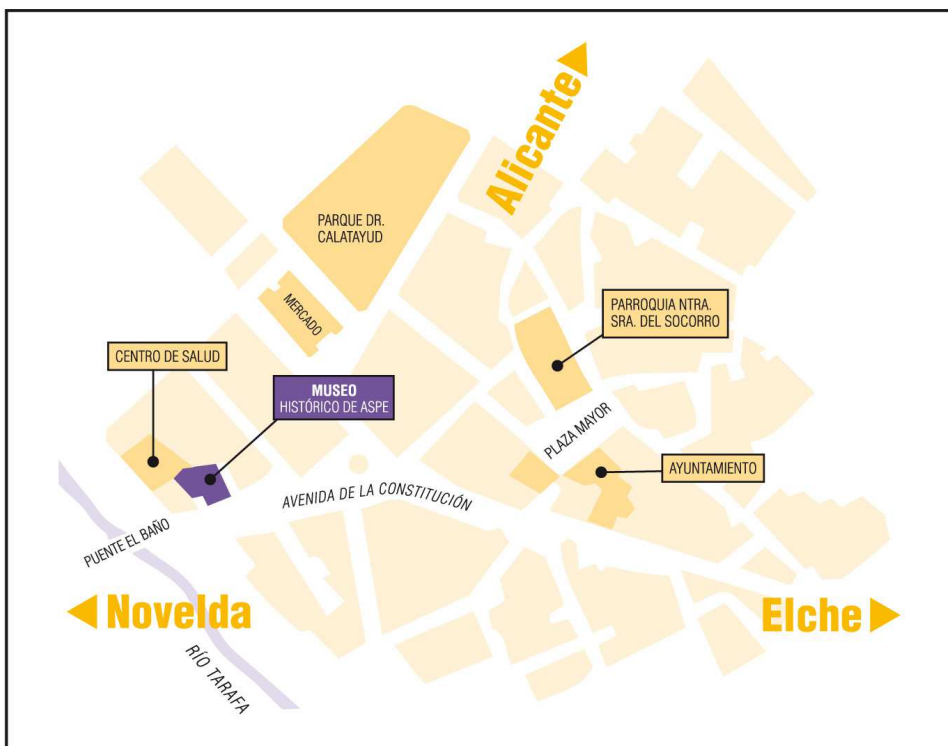 Alicante
PARQUE DR.
CALATAYUD
MERCADO
PARROQUIA NTRA.
SRA. DEL SOCORRO
CENTRO DE SALUD
MUSEO
HISTÓRICO DE ASPE
PLAZA MAYOR
AYUNTAMIENTO
AVENIDA DE LA CONSTITUCIÓN
PUENTE EL BAÑO
Novelda
Elche
RÍO TARAFA